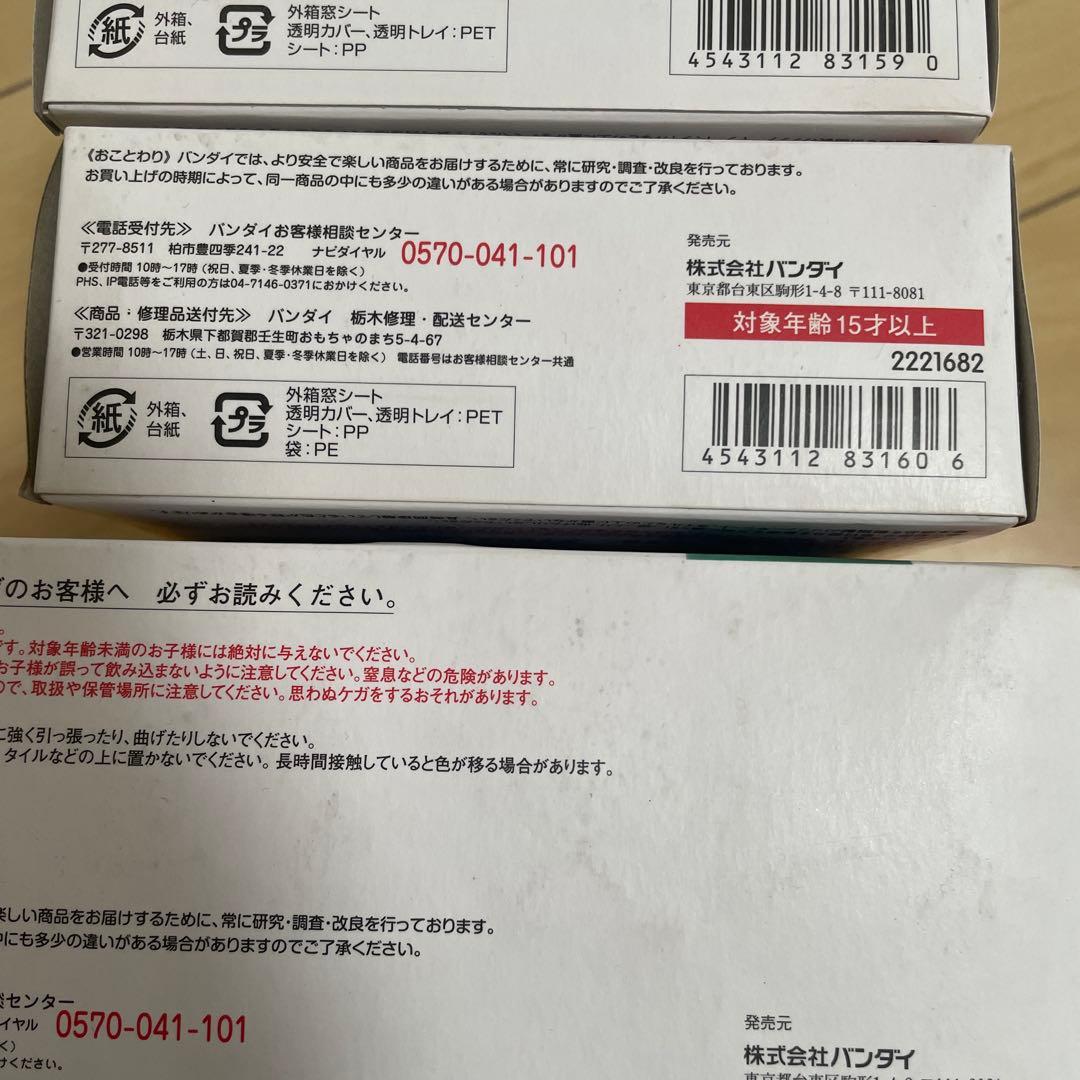 紙
外箱、
台紙
プラ
外箱窓シート
透明カバー、透明トレイ:PET
シート:PP
4543112 83159 0
《おことわり》バンダイでは、より安全で楽しい商品をお届けするために、常に研究・調査・改良を行っております。
お買い上げの時期によって、同一商品の中にも多少の違いがある場合がありますのでご了承ください。
≪電話受付先≫ バンダイお客様相談センター
〒277-8511 柏市豊四季241-22 ナビダイヤル 0570-041-101
●受付時間 10時〜17時(祝日、夏季・冬季休業日を除く)
PHS、IP電話等をご利用の方は04-7146-0371におかけください。
≪商品・修理品送付先≫ バンダイ 栃木修理・配送センター
〒321-0298 栃木県下都賀郡壬生町おもちゃのまち5-4-67
●営業時間 10時〜17時(土、日、祝日、夏季・冬季休業日を除く) 電話番号はお客様相談センター共通
紙
外箱、
台紙
プラ
外箱窓シート
透明カバー、透明トレイ:PET
シート:PP
袋:PE
発売元
株式会社バンダイ
東京都台東区駒形1-4-8 〒111-8081
対象年齢15才以上
2221682
4543112 83160 6
のお客様へ 必ずお読みください。
です。対象年齢未満のお子様には絶対に与えないでください。
お子様が誤って飲み込まないように注意してください。窒息などの危険があります。
ので、取扱や保管場所に注意してください。思わぬケガをするおそれがあります。
に強く引っ張ったり、曲げたりしないでください。
タイルなどの上に置かないでください。長時間接触していると色が移る場合があります。
楽しい商品をお届けするために、常に研究・調査・改良を行っております。
中にも多少の違いがある場合がありますのでご了承ください。
談センター
イヤル 0570-041-101
く)
けください。
発売元
株式会社バンダイ